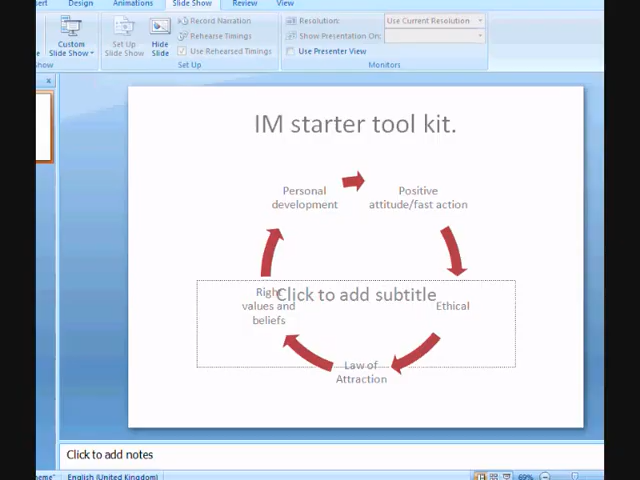 Design Animations Slide Show Review View
Custom
Slide Show
Set Up
Slide Show
Hide
Slide
Record Narration
Rehearse Timings
Use Rehearsed Timings
Set Up
Resolution: Use Current Resolution
Show Presentation On:
Use Presenter View
Monitors
IM starter tool kit.
Personal
development
Positive
attitude/fast action
Right
values and
beliefs
Click to add subtitle
Ethical
Law of
Attraction
Click to add notes
English (United Kingdom)
69%